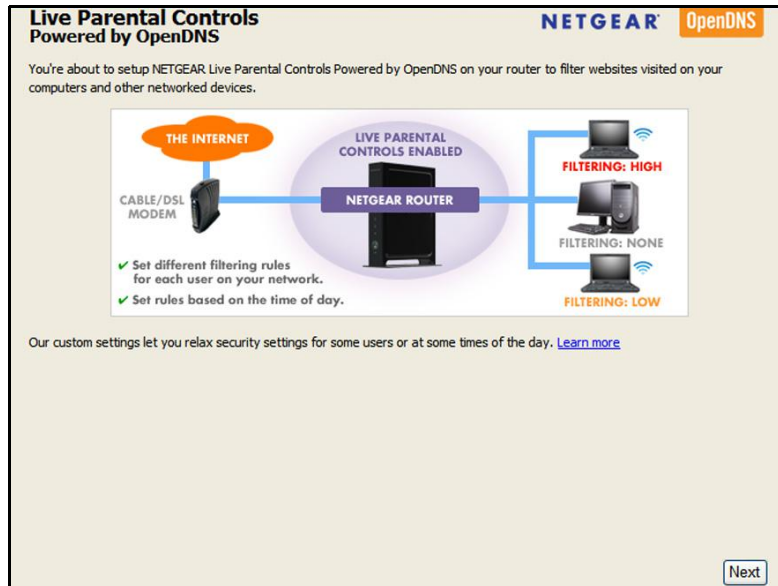 Live Parental Controls
Powered by OpenDNS
NETGEAR
OpenDNS
You're about to setup NETGEAR Live Parental Controls Powered by OpenDNS on your router to filter websites visited on your
computers and other networked devices.
THE INTERNET
LIVE PARENTAL
CONTROLS ENABLED
CABLE/DSL
MODEM
NETGEAR ROUTER
FILTERING: HIGH
FILTERING: NONE
FILTERING: LOW
✔ Set different filtering rules
for each user on your network.
✔ Set rules based on the time of day.
Our custom settings let you relax security settings for some users or at some times of the day. Learn more
Next